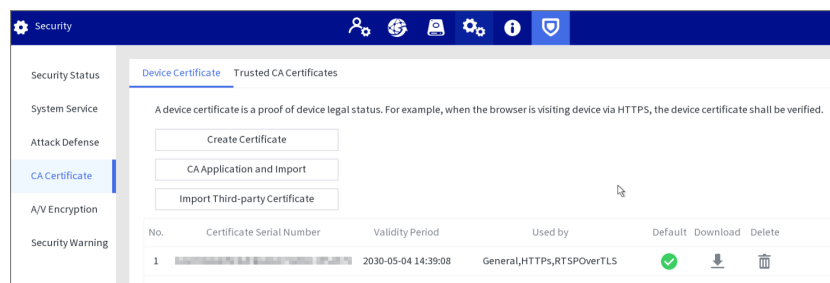 Security
Security Status
System Service
Attack Defense
CA Certificate
A/V Encryption
Security Warning
Device Certificate Trusted CA Certificates
A device certificate is a proof of device legal status. For example, when the browser is visiting device via HTTPS, the device certificate shall be verified.
Create Certificate
CA Application and Import
Import Third-party Certificate
No. Certificate Serial Number Validity Period Used by Default Download Delete
1 2030-05-04 14:39:08 General,HTTPs,RTSPOverTLS